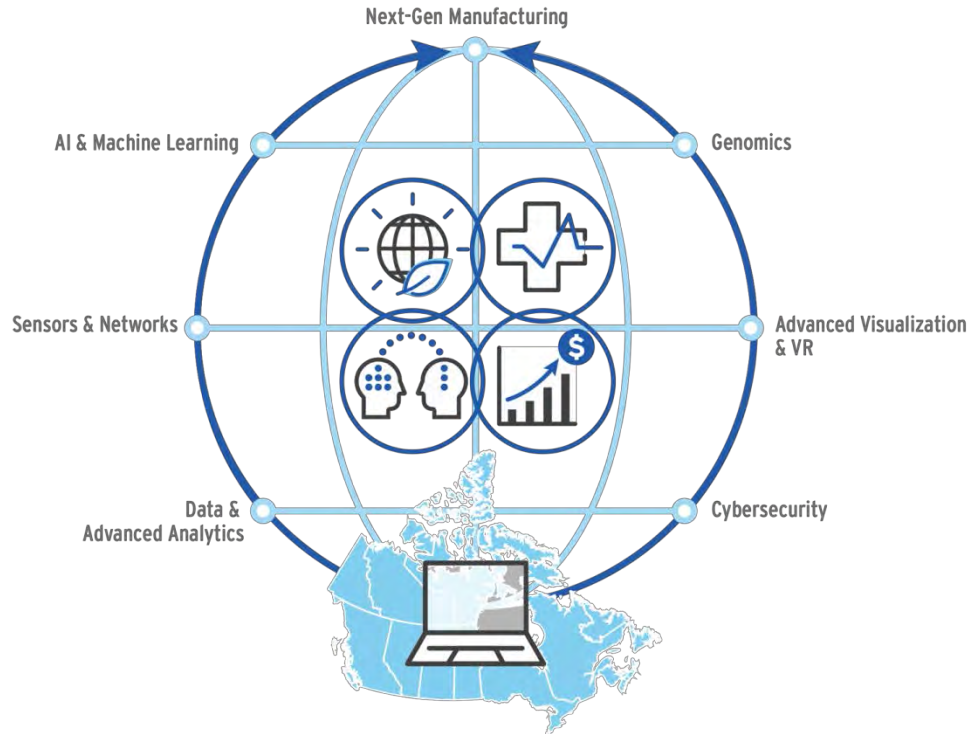 Next-Gen Manufacturing
AI & Machine Learning
Genomics
Sensors & Networks
Advanced Visualization
& VR
$
Data &
Advanced Analytics
Cybersecurity